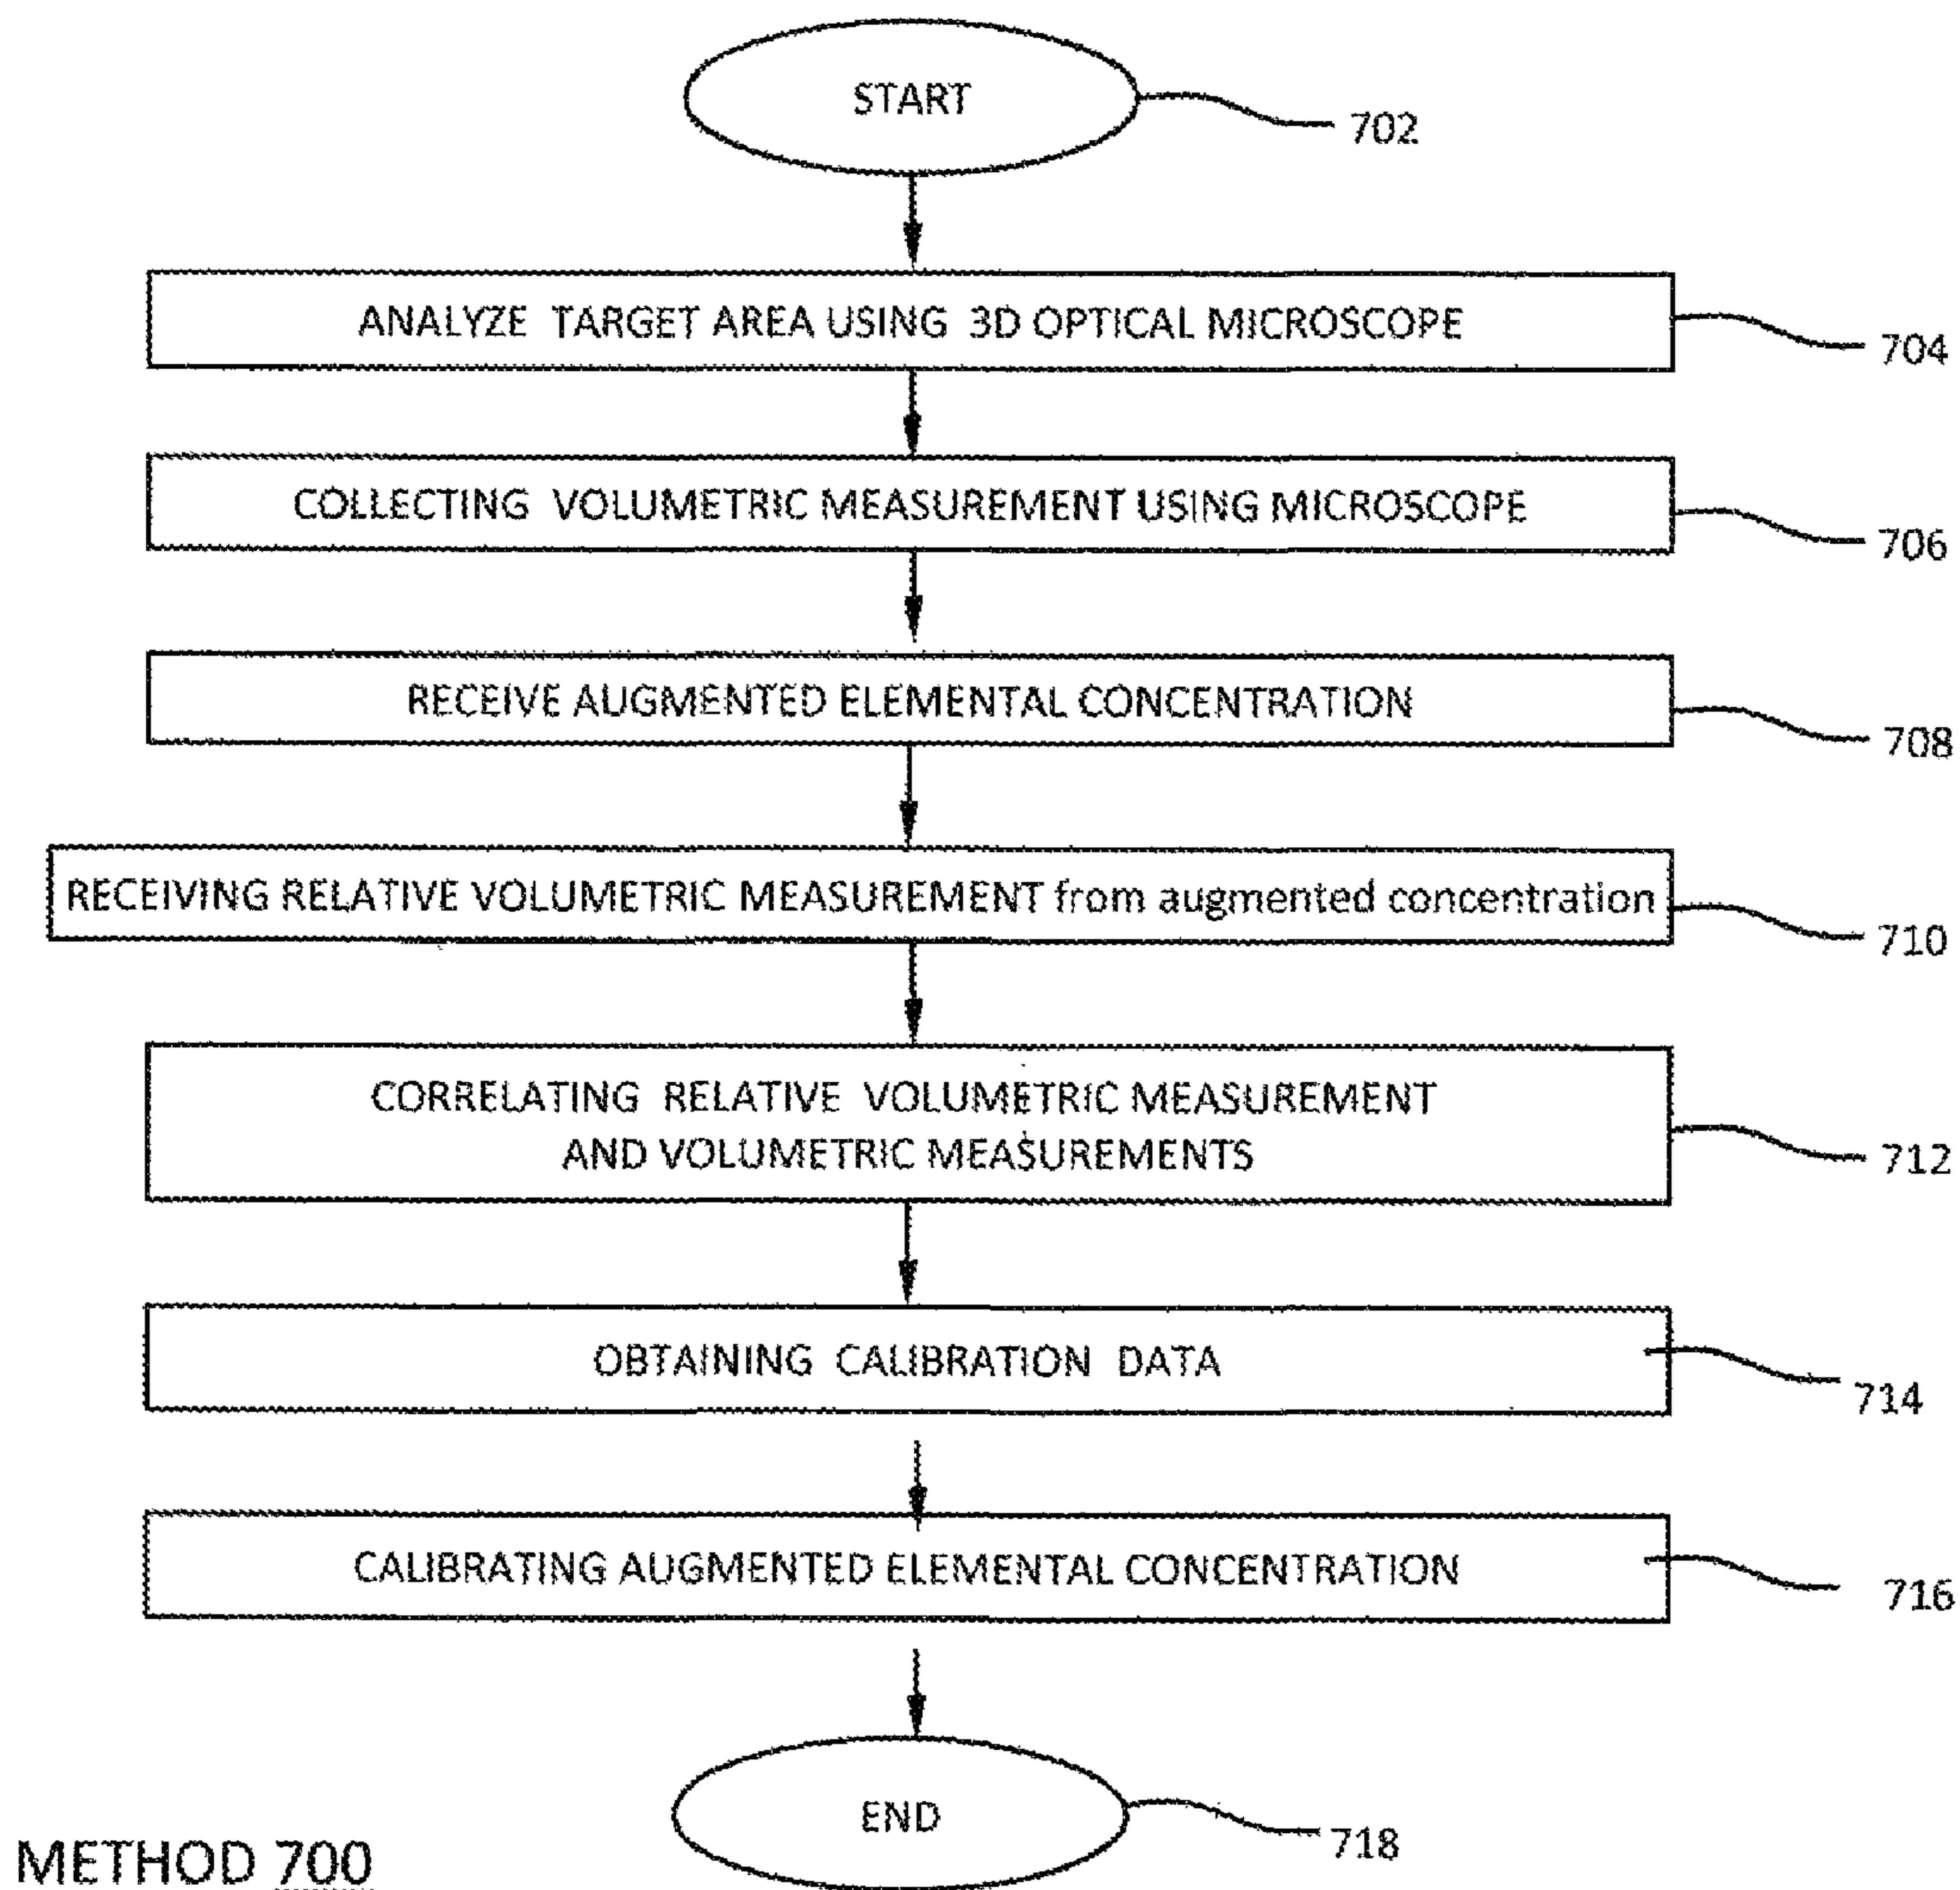 START
702
ANALYZE TARGET AREA USING 3D OPTICAL MICROSCOPE
704
COLLECTING VOLUMETRIC MEASUREMENT USING MICROSCOPE
706
RECEIVE AUGMENTED ELEMENTAL CONCENTRATION
708
RECEIVING RELATIVE VOLUMETRIC MEASUREMENT from augmented concentration
710
CORRELATING RELATIVE VOLUMETRIC MEASUREMENT
AND VOLUMETRIC MEASUREMENTS
712
OBTAINING CALIBRATION DATA
714
CALIBRATING AUGMENTED ELEMENTAL CONCENTRATION
716
END
718
METHOD 700